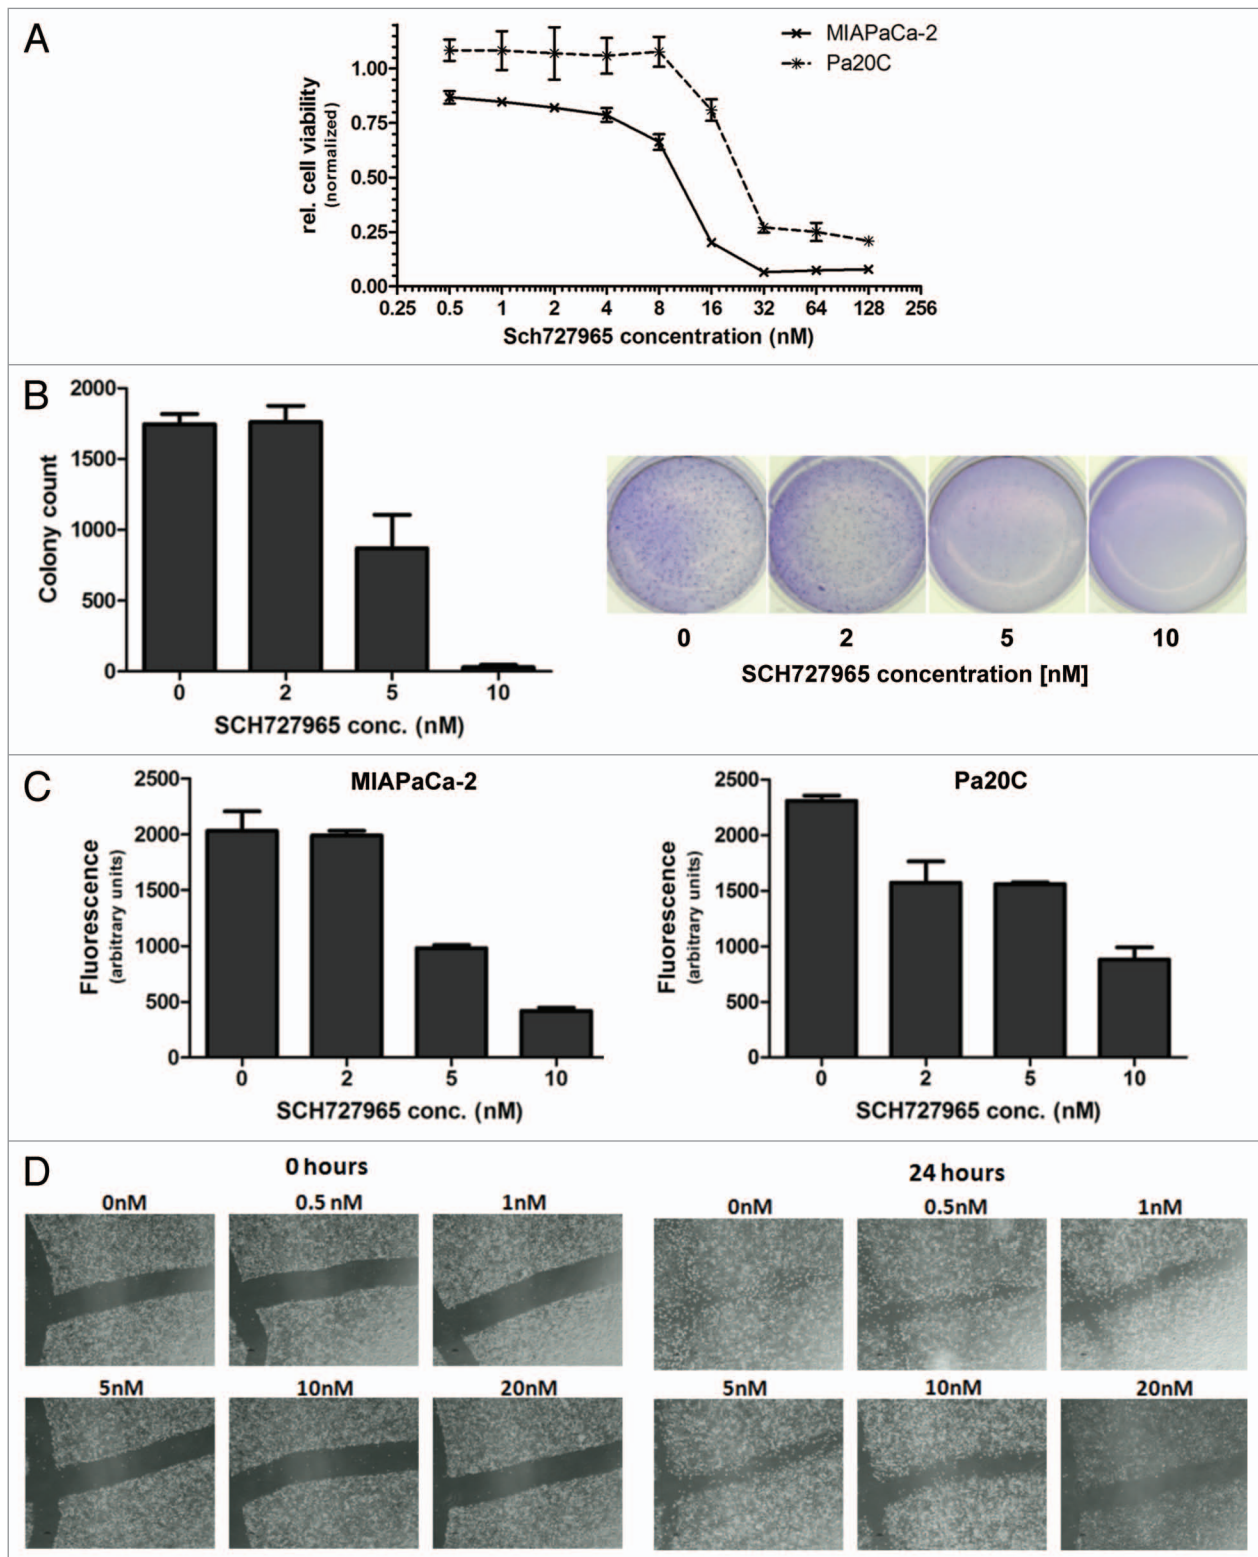 A
MIAPaCa-2
Pa20C
rel. cell viability
(normalized)
1.00
0.75
0.50
0.25
0.00
0.25 0.5 1 2 4 8 16 32 64 128 256
Sch727965 concentration (nM)
B
Colony count
2000
1500
1000
500
0
0 2 5 10
SCH727965 conc. (nM)
0 2 5 10
SCH727965 concentration [nM]
C
MIAPaCa-2
Fluorescence
(arbitrary units)
2500
2000
1500
1000
500
0
0 2 5 10
SCH727965 conc. (nM)
Pa20C
Fluorescence
(arbitrary units)
2500
2000
1500
1000
500
0
0 2 5 10
SCH727965 conc. (nM)
D
0 hours
0nM 0.5 nM 1nM
5nM 10nM 20nM
24 hours
0nM 0.5nM 1nM
5nM 10nM 20nM